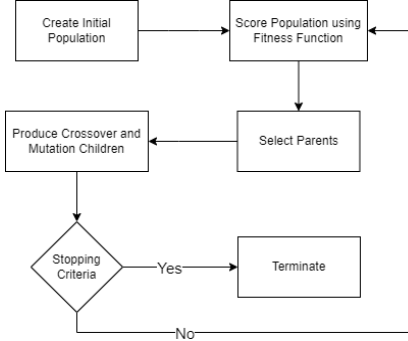 Create Initial
Population
Score Population using
Fitness Function
Produce Crossover and
Mutation Children
Select Parents
Stopping
Criteria
Yes
Terminate
No